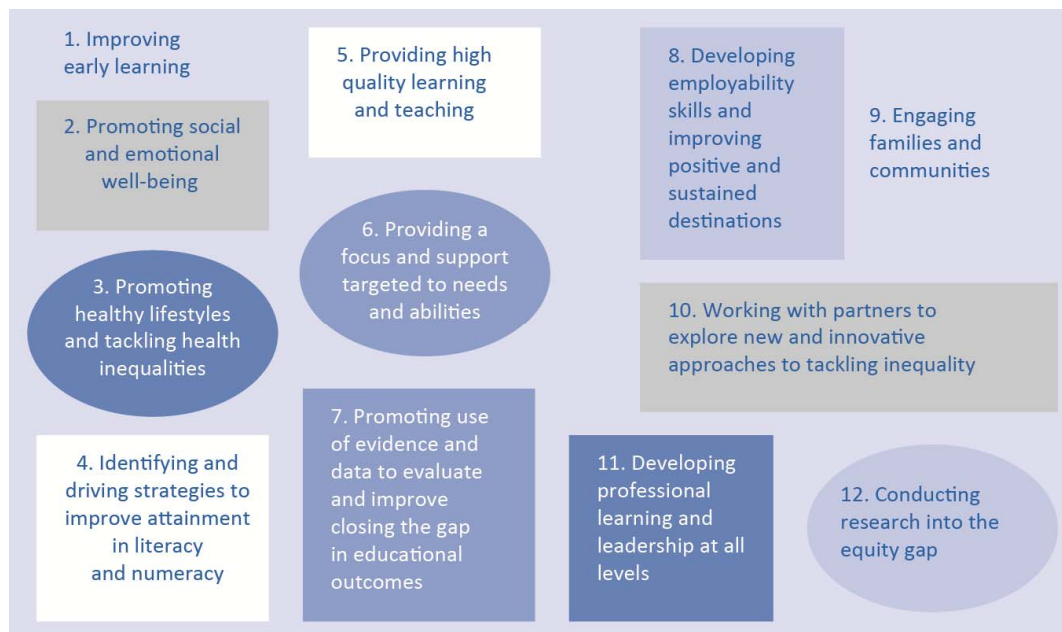 1. Improving
early learning
2. Promoting social
and emotional
well-being
3. Promoting
healthy lifestyles
and tackling health
inequalities
4. Identifying and
driving strategies to
improve attainment
in literacy
and numeracy
5. Providing high
quality learning
and teaching
6. Providing a
focus and support
targeted to needs
and abilities
7. Promoting use
of evidence and
data to evaluate
and improve
closing the gap
in educational
outcomes
8. Developing
employability
skills and
improving
positive and
sustained
destinations
9. Engaging
families and
communities
10. Working with partners to
explore new and innovative
approaches to tackling inequality
11. Developing
professional
learning and
leadership at all
levels
12. Conducting
research into the
equity gap